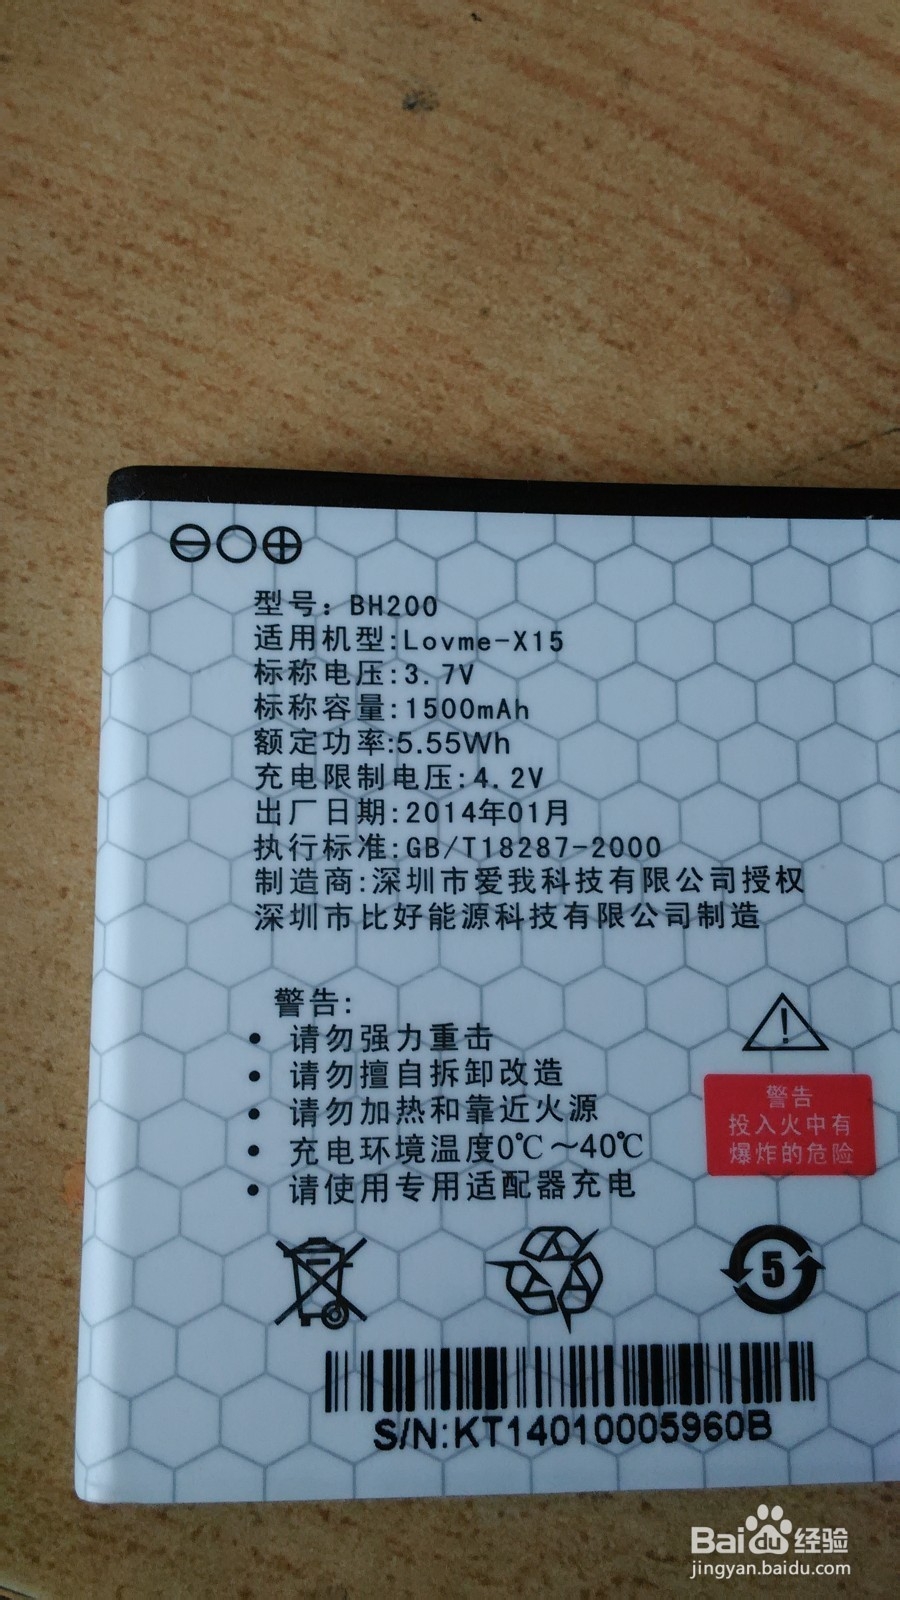 型号：BH200
适用机型:Lovme-X15
标称电压:3.7V
标称容量:1500mAh
额定功率:5.55Wh
充电限制电压:4.2V
出厂日期:2014年01月
执行标准:GB/T18287-2000
制造商:深圳市爱我科技有限公司授权
深圳市比好能源科技有限公司制造
警告:
• 请勿强力重击
• 请勿擅自拆卸改造
• 请勿加热和靠近火源
• 充电环境温度0℃～40℃
• 请使用专用适配器充电
警告
投入火中有
爆炸的危险
5
S/N:KT14010005960B
Baidu经验
jingyan.baidu.com